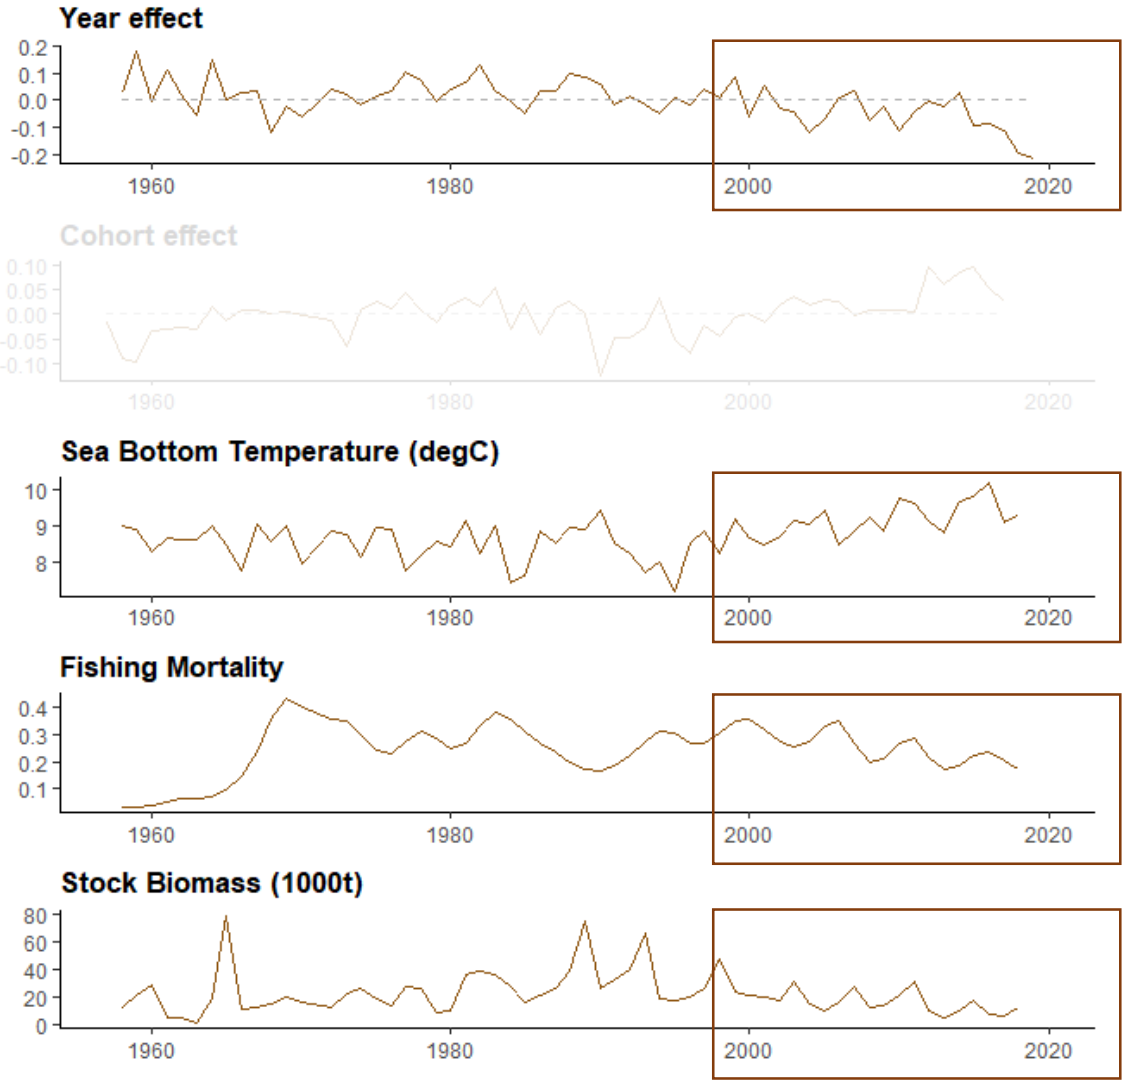 Year effect
0.2
0.1
0.0
-0.1
-0.2
1960 1980 2000 2020
Cohort effect
0.10
0.05
0.00
-0.05
-0.10
1960 1980 2000 2020
Sea Bottom Temperature (degC)
10
9
8
1960 1980 2000 2020
Fishing Mortality
0.4
0.3
0.2
0.1
1960 1980 2000 2020
Stock Biomass (1000t)
80
60
40
20
0
1960 1980 2000 2020